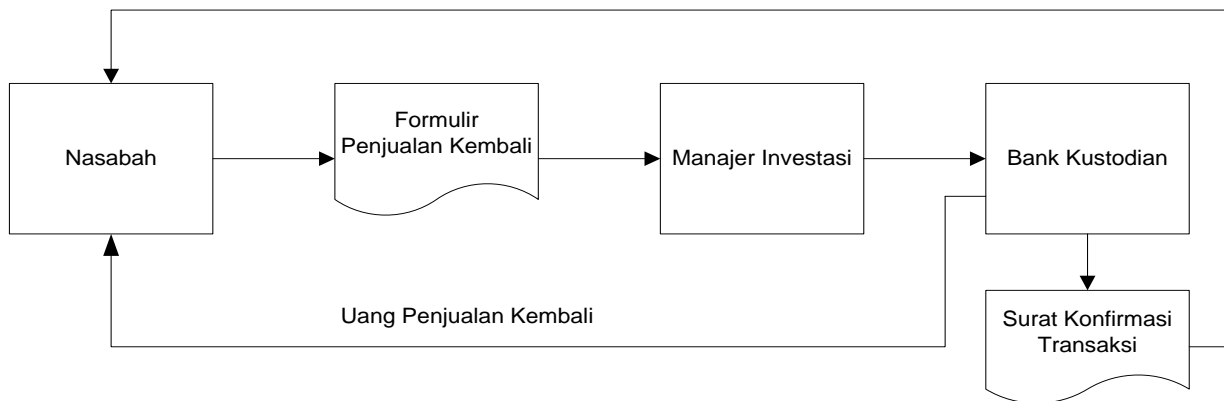 Nasabah
Formulir
Penjualan Kembali
Manajer Investasi
Bank Kustodian
Uang Penjualan Kembali
Surat Konfirmasi
Transaksi